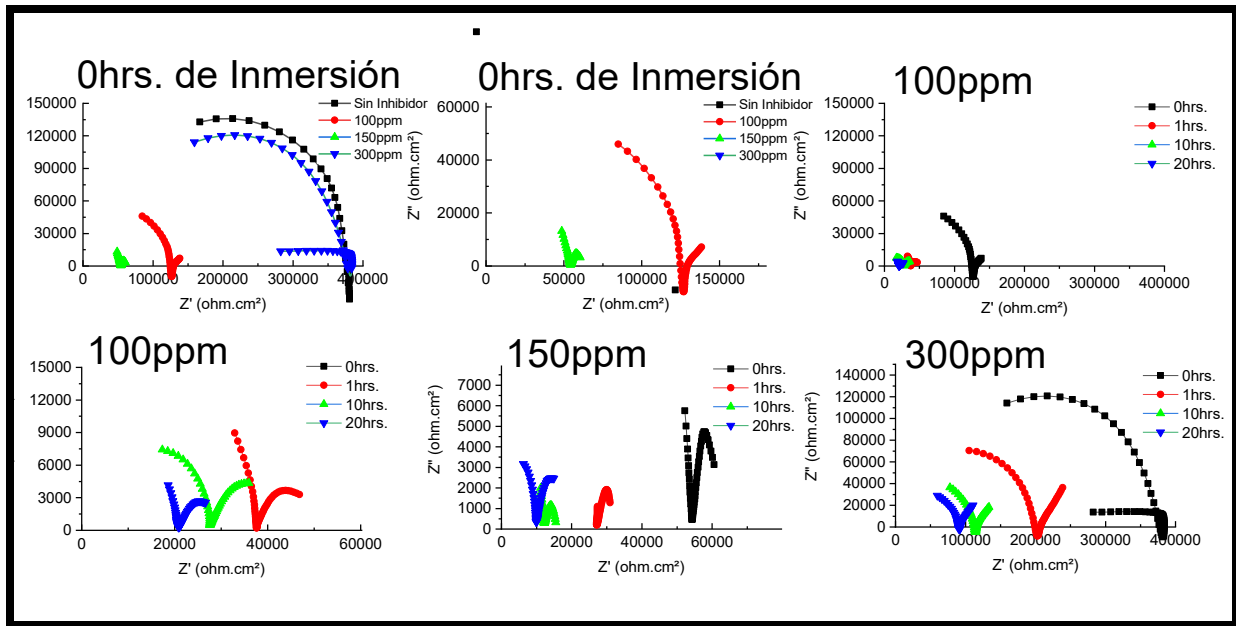 0hrs. de Inmersión
150000
120000
90000
60000
30000
0
0
100000
200000
300000
400000
Z' (ohm.cm²)
Sin Inhibidor
100ppm
150ppm
300ppm
0hrs. de Inmersión
Z'' (ohm.cm²)
60000
40000
20000
0
0
50000
100000
150000
Z' (ohm.cm²)
Sin Inhibidor
100ppm
150ppm
300ppm
100ppm
150000
120000
90000
60000
30000
0
0
100000
200000
300000
400000
Z' (ohm.cm²)
0hrs.
1hrs.
10hrs.
20hrs.
100ppm
15000
12000
9000
6000
3000
0
0
20000
40000
60000
Z' (ohm.cm²)
0hrs.
1hrs.
10hrs.
20hrs.
150ppm
Z'' (ohm.cm²)
7000
6000
5000
4000
3000
2000
1000
0
0
20000
40000
60000
Z' (ohm.cm²)
0hrs.
1hrs.
10hrs.
20hrs.
300ppm
Z'' (ohm.cm²)
140000
120000
100000
80000
60000
40000
20000
0
0
100000
200000
300000
400000
Z' (ohm.cm²)
0hrs.
1hrs.
10hrs.
20hrs.